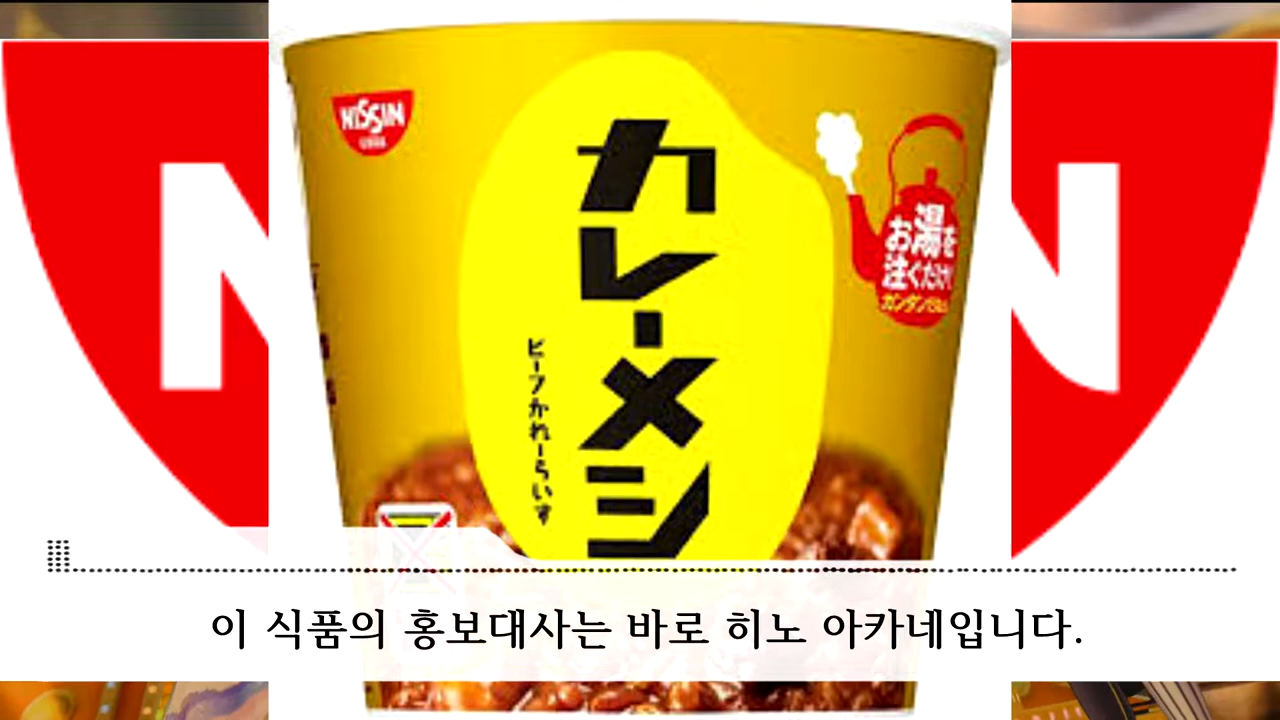 NISSIN
カレーメシ
ビーフかれーらいす
お湯を
注ぐだけ!
N
N
이 식품의 홍보대사는 바로 히노 아카네입니다.